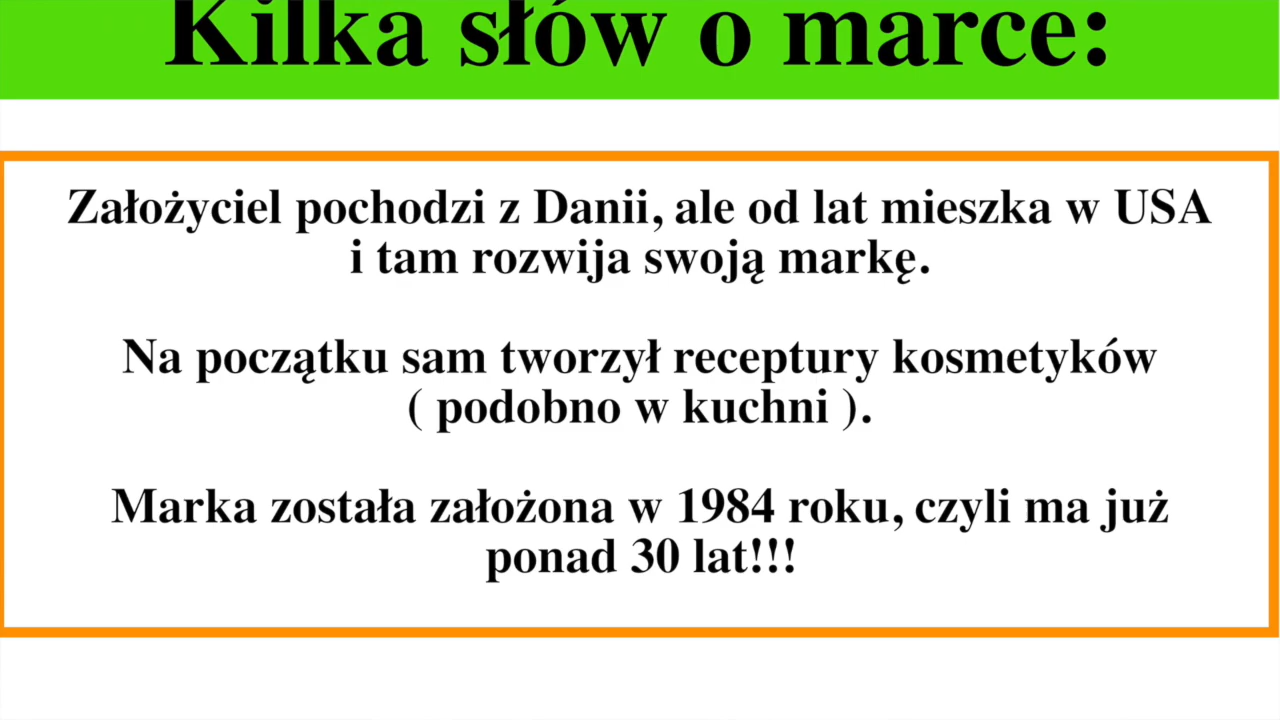 Kilka słów o marce:
Założyciel pochodzi z Danii, ale od lat mieszka w USA
i tam rozwija swoją markę.
Na początku sam tworzył receptury kosmetyków
( podobno w kuchni ).
Marka została założona w 1984 roku, czyli ma już
ponad 30 lat!!!